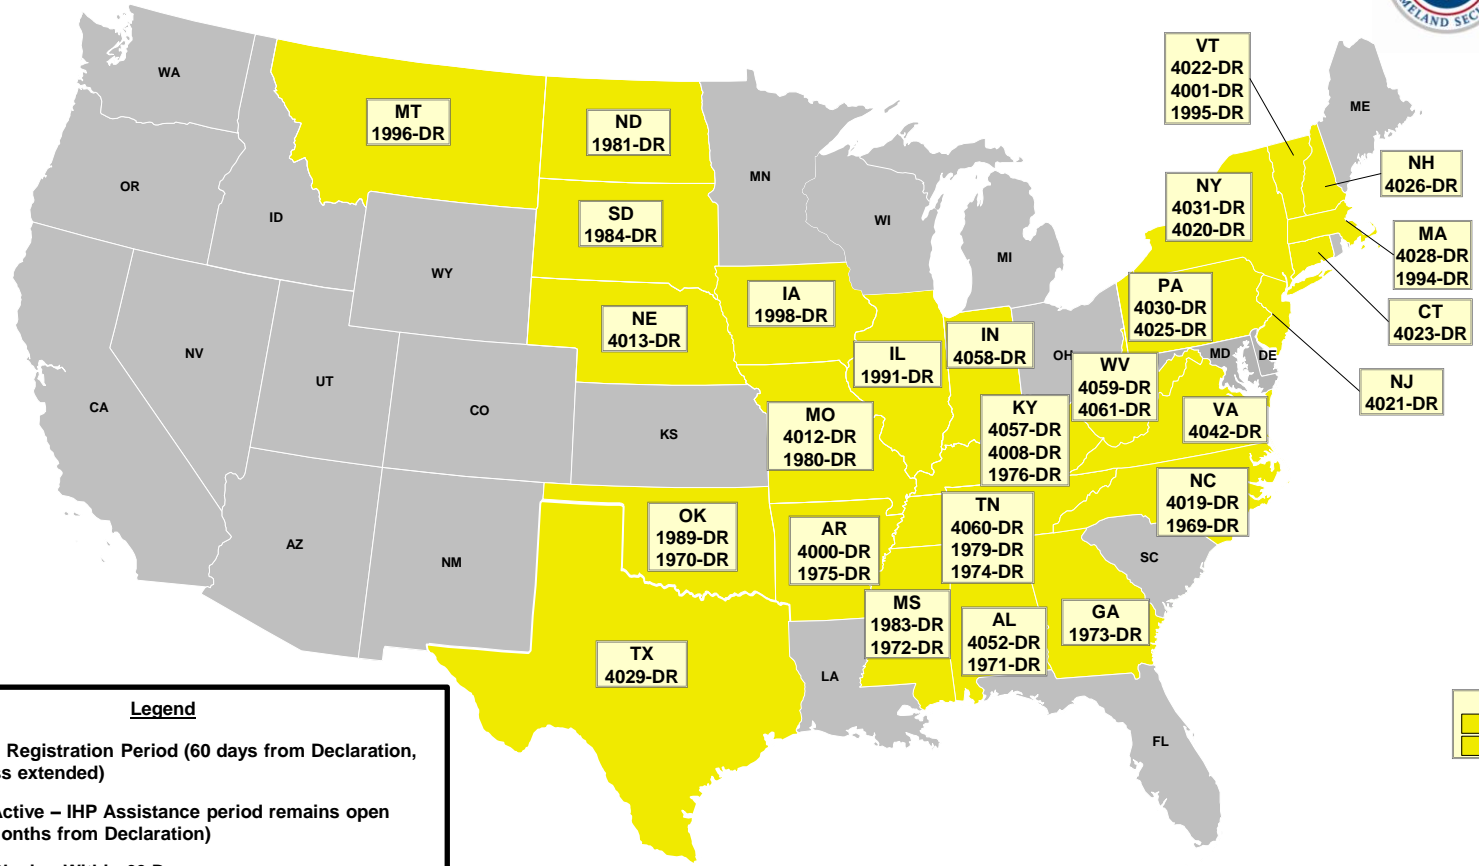 MELAND SEC
WA
MT
1996-DR
ND
1981-DR
VT
4022-DR
4001-DR
1995-DR
ME
OR
ID
MN
NH
4026-DR
SD
1984-DR
NY
4031-DR
4020-DR
WI
MA
4028-DR
1994-DR
WY
MI
IA
1998-DR
PA
4030-DR
4025-DR
CT
4023-DR
NE
4013-DR
IN
4058-DR
NV
IL
1991-DR
OH
MD
DE
UT
WV
4059-DR
4061-DR
NJ
4021-DR
CA
CO
MO
4012-DR
1980-DR
KY
4057-DR
4008-DR
1976-DR
VA
4042-DR
KS
NC
4019-DR
1969-DR
OK
1989-DR
1970-DR
AR
4000-DR
1975-DR
TN
4060-DR
1979-DR
1974-DR
AZ
NM
SC
MS
1983-DR
1972-DR
AL
4052-DR
1971-DR
GA
1973-DR
TX
4029-DR
LA
FL
Legend
Registration Period (60 days from Declaration,
s extended)
Active – IHP Assistance period remains open
onths from Declaration)